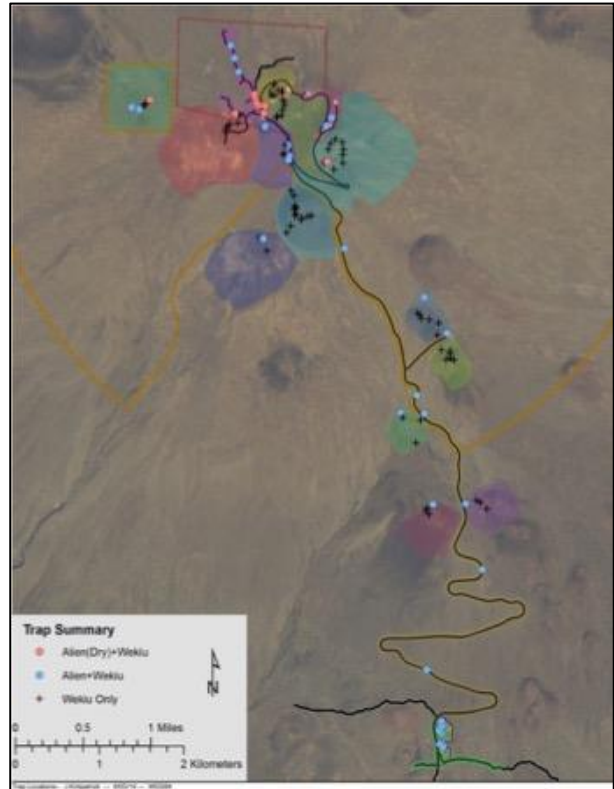 Trap Summary
Alien(Dry)+Wekiu
Alien+Wekiu
Wekiu Only
N
0 0.5 1 Miles
0 1 2 Kilometers